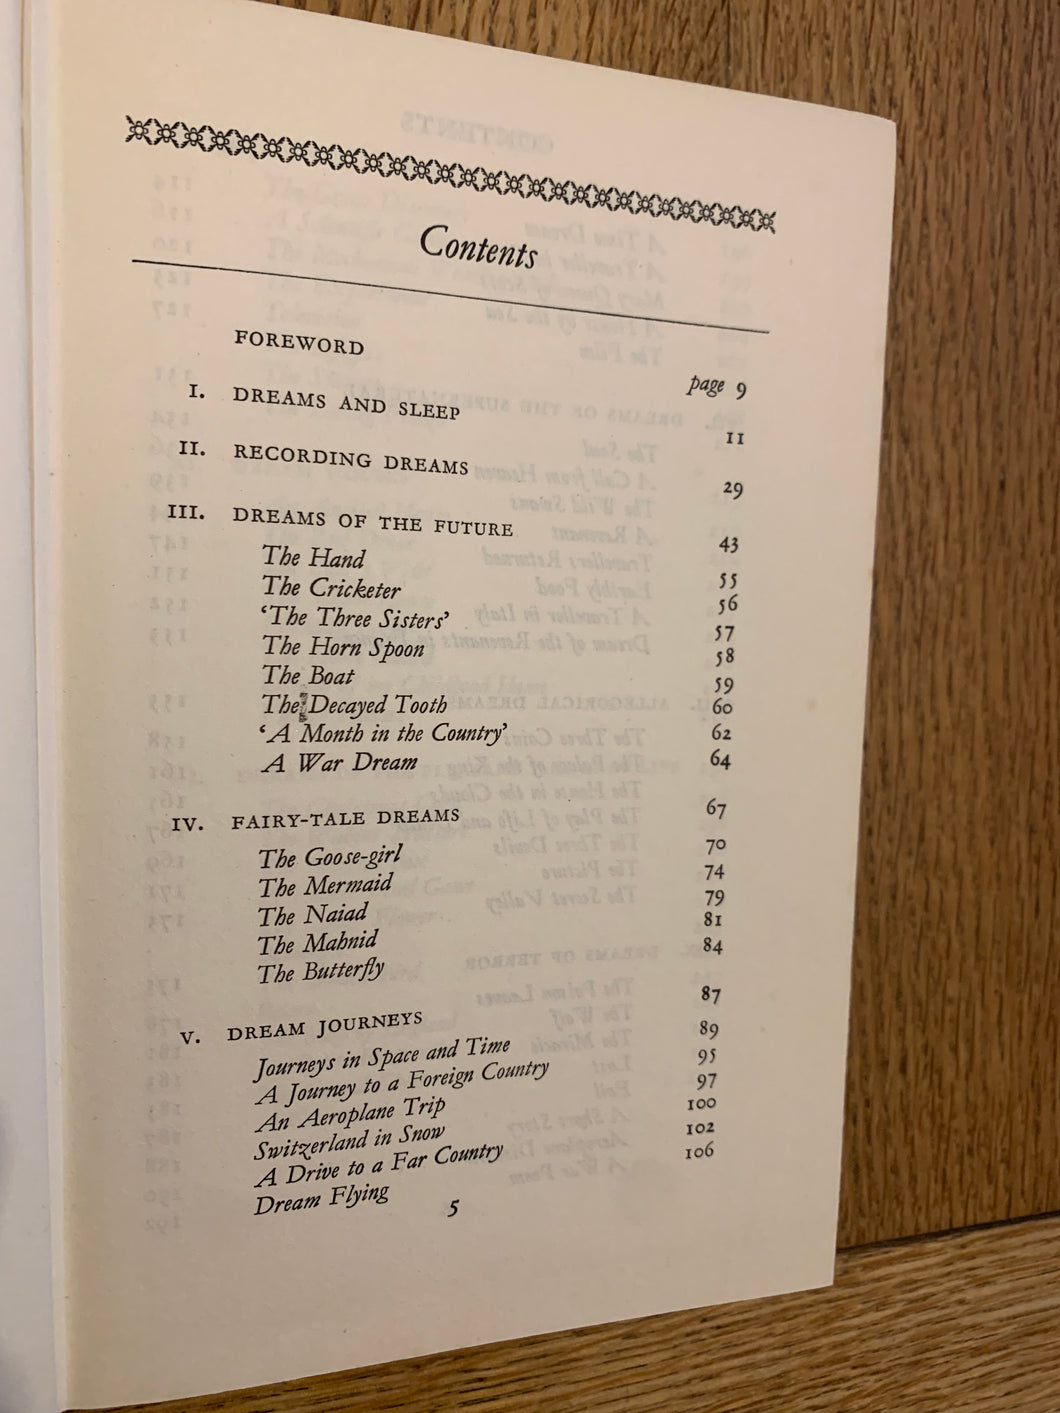 Contents
FOREWORD page 9
I. DREAMS AND SLEEP 11
II. RECORDING DREAMS 29
III. DREAMS OF THE FUTURE 43
The Hand 55
The Cricketer 56
‘The Three Sisters’ 57
The Horn Spoon 58
The Boat 59
The Decayed Tooth 60
‘A Month in the Country’ 62
A War Dream 64
IV. FAIRY-TALE DREAMS 67
The Goose-girl 70
The Mermaid 74
The Naiad 79
The Mahnid 81
The Butterfly 84
V. DREAM JOURNEYS 87
Journeys in Space and Time 89
A Journey to a Foreign Country 95
An Aeroplane Trip 97
Switzerland in Snow 100
A Drive to a Far Country 102
Dream Flying 106
5